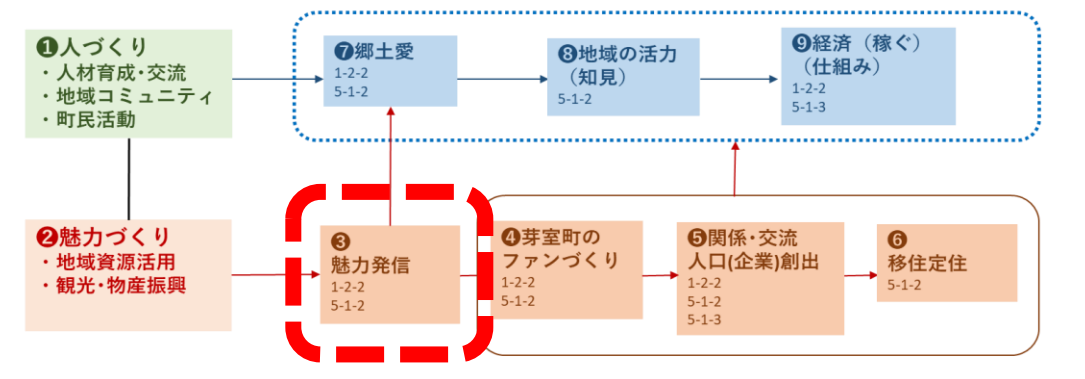 ❶人づくり
・人材育成・交流
・地域コミュニティ
・町民活動
❼郷土愛
1-2-2
5-1-2
❽地域の活力
（知見）
5-1-2
❾経済（稼ぐ）
（仕組み）
1-2-2
5-1-3
❷魅力づくり
・地域資源活用
・観光・物産振興
❸
魅力発信
1-2-2
5-1-2
❹芽室町の
ファンづくり
1-2-2
5-1-2
❺関係・交流
人口(企業)創出
1-2-2
5-1-2
5-1-3
❻
移住定住
5-1-2